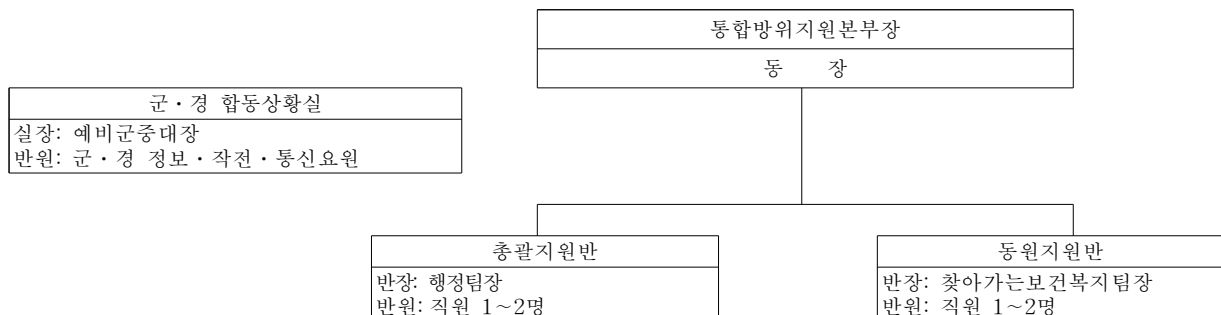 통합방위지원본부장
동 장
군·경 합동상황실
실장: 예비군중대장
반원: 군·경 정보·작전·통신요원
총괄지원반
반장: 행정팀장
반원: 직원 1~2명
동원지원반
반장: 찾아가는보건복지팀장
반원: 직원 1~2명